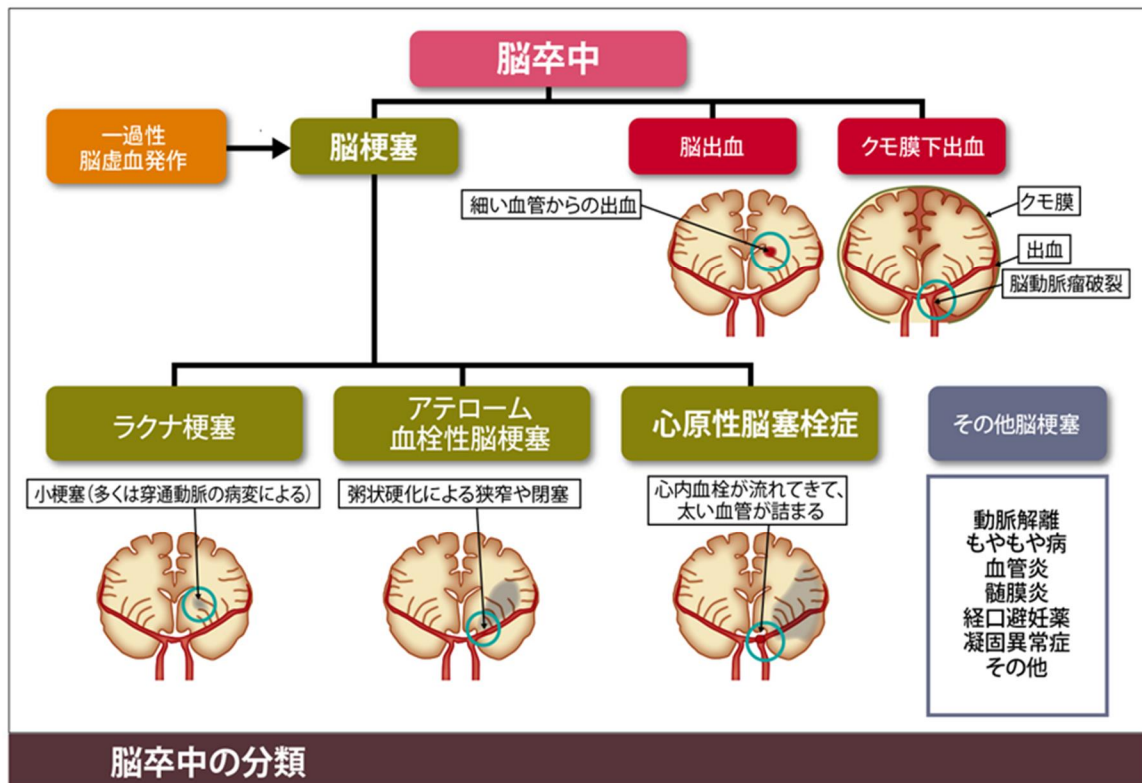 脳卒中
一過性
脳虚血発作
脳梗塞
脳出血
クモ膜下出血
細い血管からの出血
クモ膜
出血
脳動脈瘤破裂
ラクナ梗塞
アテローム
血栓性脳梗塞
心原性脳塞栓症
その他脳梗塞
小梗塞(多くは穿通動脈の病変による)
粥状硬化による狭窄や閉塞
心内血栓が流れてきて、
太い血管が詰まる
動脈解離
もやもや病
血管炎
髄膜炎
経口避妊薬
凝固異常症
その他
脳卒中の分類